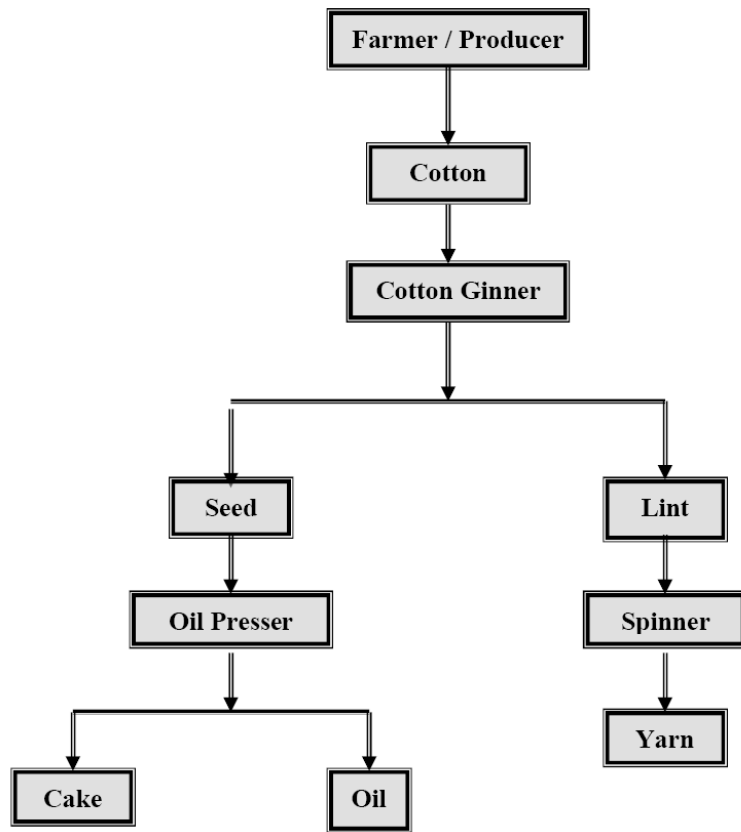 Farmer / Producer
Cotton
Cotton Ginner
Seed
Lint
Oil Presser
Spinner
Yarn
Cake
Oil